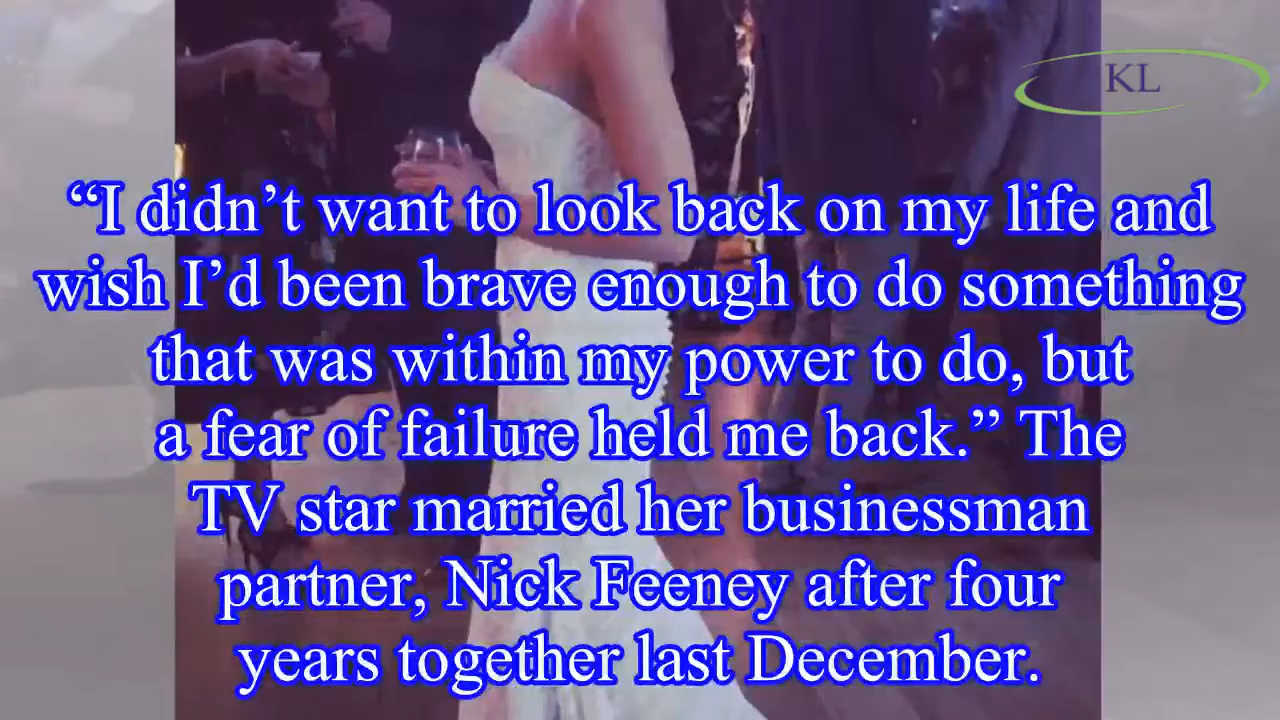 KL
“I didn’t want to look back on my life and
wish I’d been brave enough to do something
that was within my power to do, but
a fear of failure held me back.” The
TV star married her businessman
partner, Nick Feeney after four
years together last December.